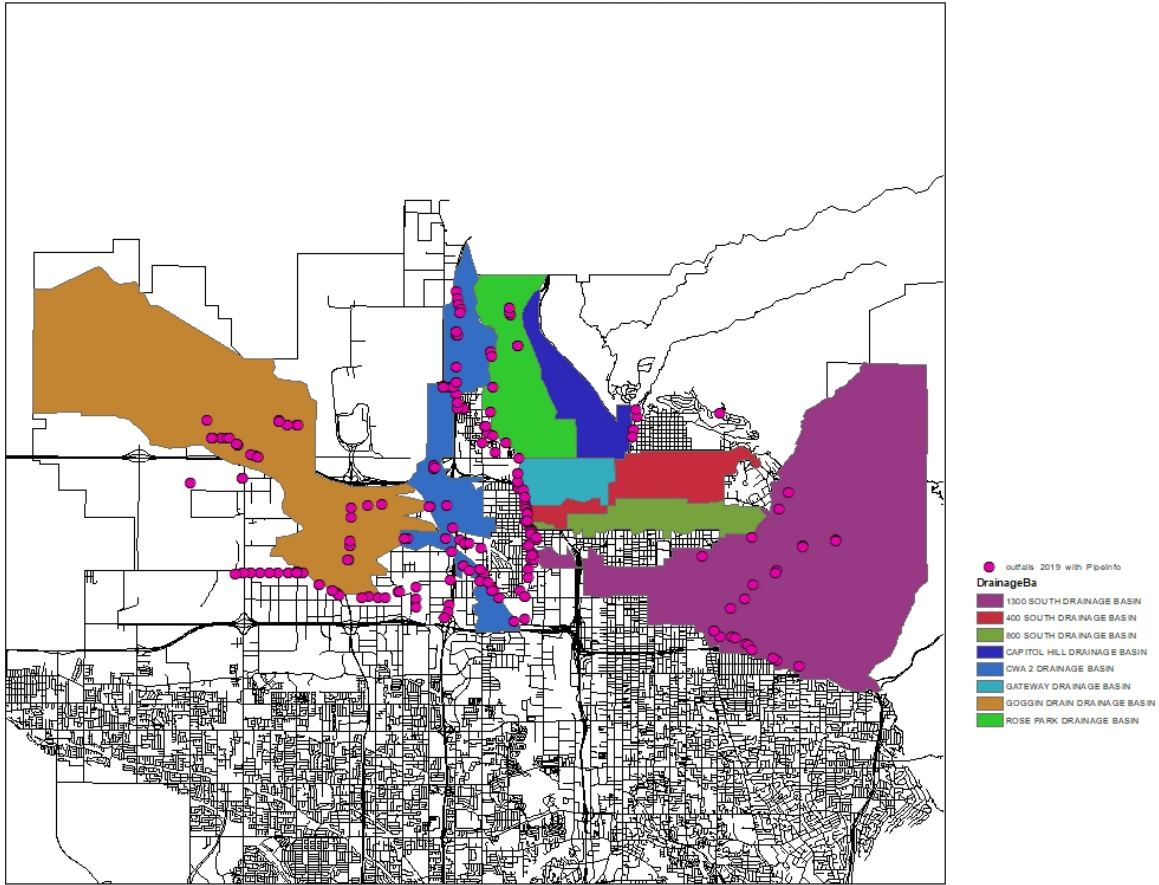 outfalls 2019 with PipeInfo
DrainageBa
1300 SOUTH DRAINAGE BASIN
400 SOUTH DRAINAGE BASIN
800 SOUTH DRAINAGE BASIN
CAPITOL HILL DRAINAGE BASIN
CWA 2 DRAINAGE BASIN
GATEWAY DRAINAGE BASIN
GOGGIN DRAIN DRAINAGE BASIN
ROSE PARK DRAINAGE BASIN